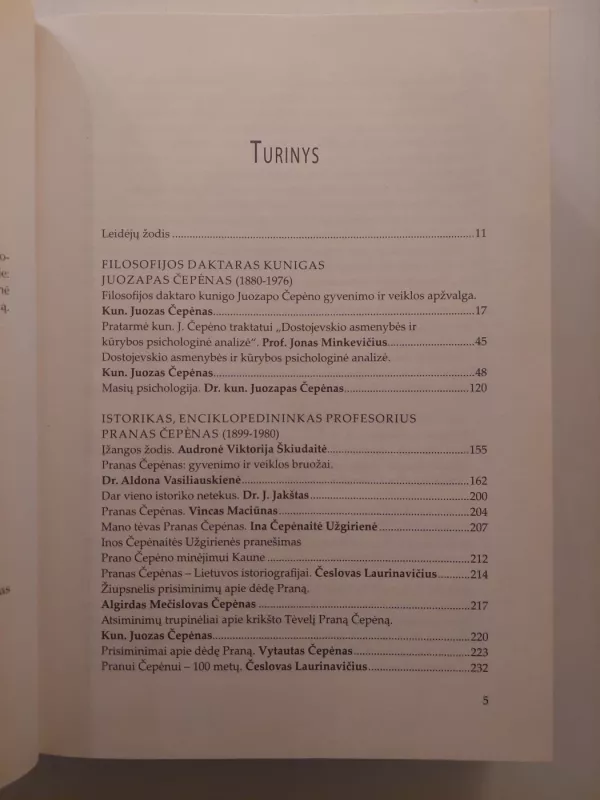 o-
e:
nė
ą.
as
TURINYS
Leidėjų žodis ........ 11
FILOSOFIJOS DAKTARAS KUNIGAS
JUOZAPAS ČEPĖNAS (1880-1976)
Filosofijos daktaro kunigo Juozapo Čepėno gyvenimo ir veiklos apžvalga.
Kun. Juozas Čepėnas ........ 17
Pratarmė kun. J. Čepėno traktatui „Dostojevskio asmenybės ir
kūrybos psichologinė analizė“. Prof. Jonas Minkevičius ........ 45
Dostojevskio asmenybės ir kūrybos psichologinė analizė.
Kun. Juozas Čepėnas ........ 48
Masių psichologija. Dr. kun. Juozapas Čepėnas ........ 120
ISTORIKAS, ENCIKLOPEDININKAS PROFESORIUS
PRANAS ČEPĖNAS (1899-1980)
Įžangos žodis. Audronė Viktorija Škiudaitė ........ 155
Pranas Čepėnas: gyvenimo ir veiklos bruožai.
Dr. Aldona Vasiliauskienė ........ 162
Dar vieno istoriko netekus. Dr. J. Jakštas ........ 200
Pranas Čepėnas. Vincas Maciūnas ........ 204
Mano tėvas Pranas Čepėnas. Ina Čepėnaitė Užgirienė ........ 207
Inos Čepėnaitės Užgirienės pranešimas
Prano Čepėno minėjimui Kaune ........ 212
Pranas Čepėnas – Lietuvos istoriografijai. Česlovas Laurinavičius ........ 214
Žiupsnelis prisiminimų apie dėdę Praną.
Algirdas Mečislovas Čepėnas ........ 217
Atsiminimų trupinėliai apie krikšto Tėvelį Praną Čepėną.
Kun. Juozas Čepėnas ........ 220
Prisiminimai apie dėdę Praną. Vytautas Čepėnas ........ 223
Pranui Čepėnui – 100 metų. Česlovas Laurinavičius ........ 232
5